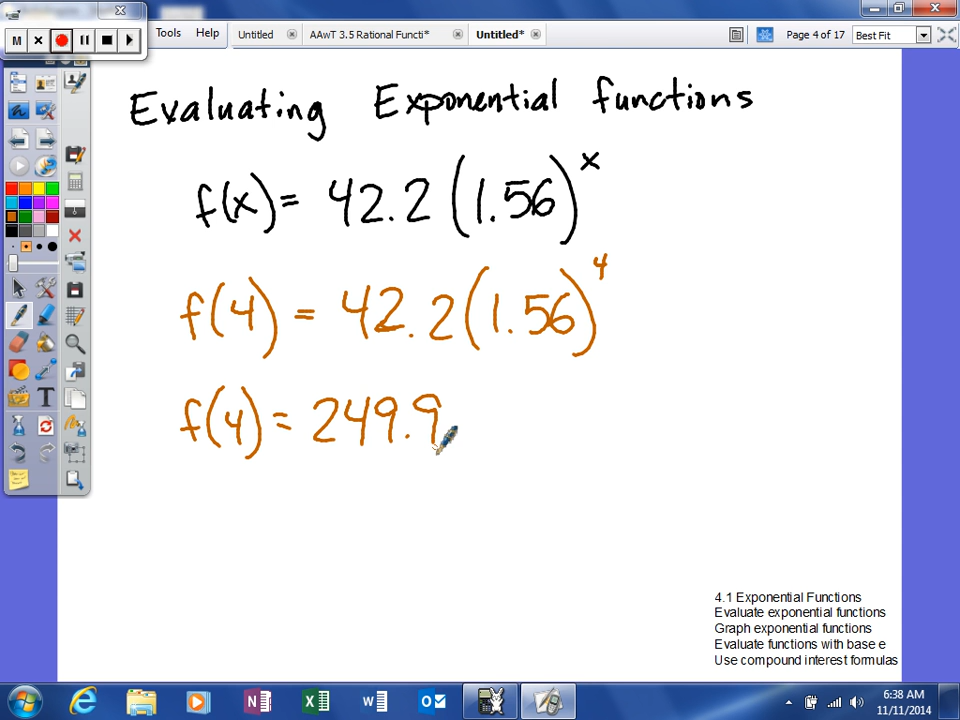 Tools Help Untitled AAwT 3.5 Rational Functi* Untitled* Page 4 of 17 Best Fit
Evaluating Exponential functions
f(x) = 42.2 (1.56)^x
f(4) = 42.2 (1.56)^4
f(4) = 249.9
4.1 Exponential Functions
Evaluate exponential functions
Graph exponential functions
Evaluate functions with base e
Use compound interest formulas
6:38 AM
11/11/2014